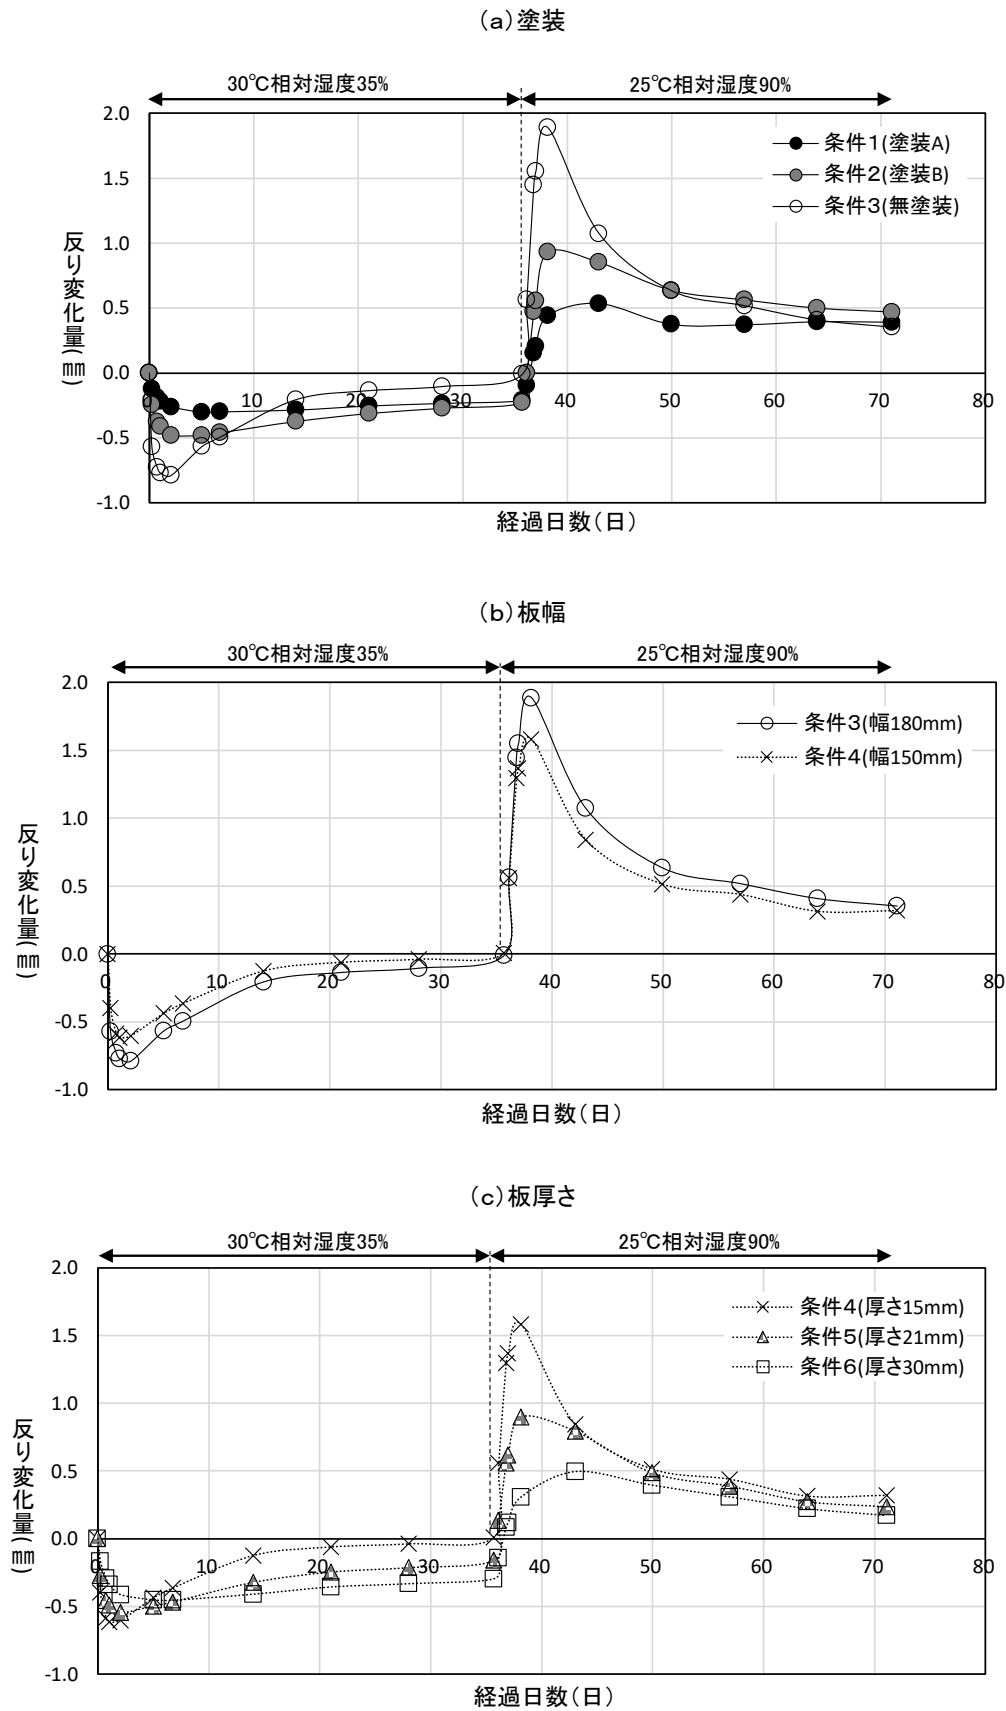 (a)塗装
30℃相対湿度35%
25℃相対湿度90%
2.0
1.5
1.0
0.5
0.0
-0.5
-1.0
0
10
20
30
40
50
60
70
80
条件1(塗装A)
条件2(塗装B)
条件3(無塗装)
反り変化量(㎜)
経過日数(日)
(b)板幅
30℃相対湿度35%
25℃相対湿度90%
2.0
1.5
1.0
0.5
0.0
-0.5
-1.0
0
10
20
30
40
50
60
70
80
条件3(幅180mm)
条件4(幅150mm)
反り変化量(㎜)
経過日数(日)
(c)板厚さ
30℃相対湿度35%
25℃相対湿度90%
2.0
1.5
1.0
0.5
0.0
-0.5
-1.0
0
10
20
30
40
50
60
70
80
条件4(厚さ15mm)
条件5(厚さ21mm)
条件6(厚さ30mm)
反り変化量(㎜)
経過日数(日)